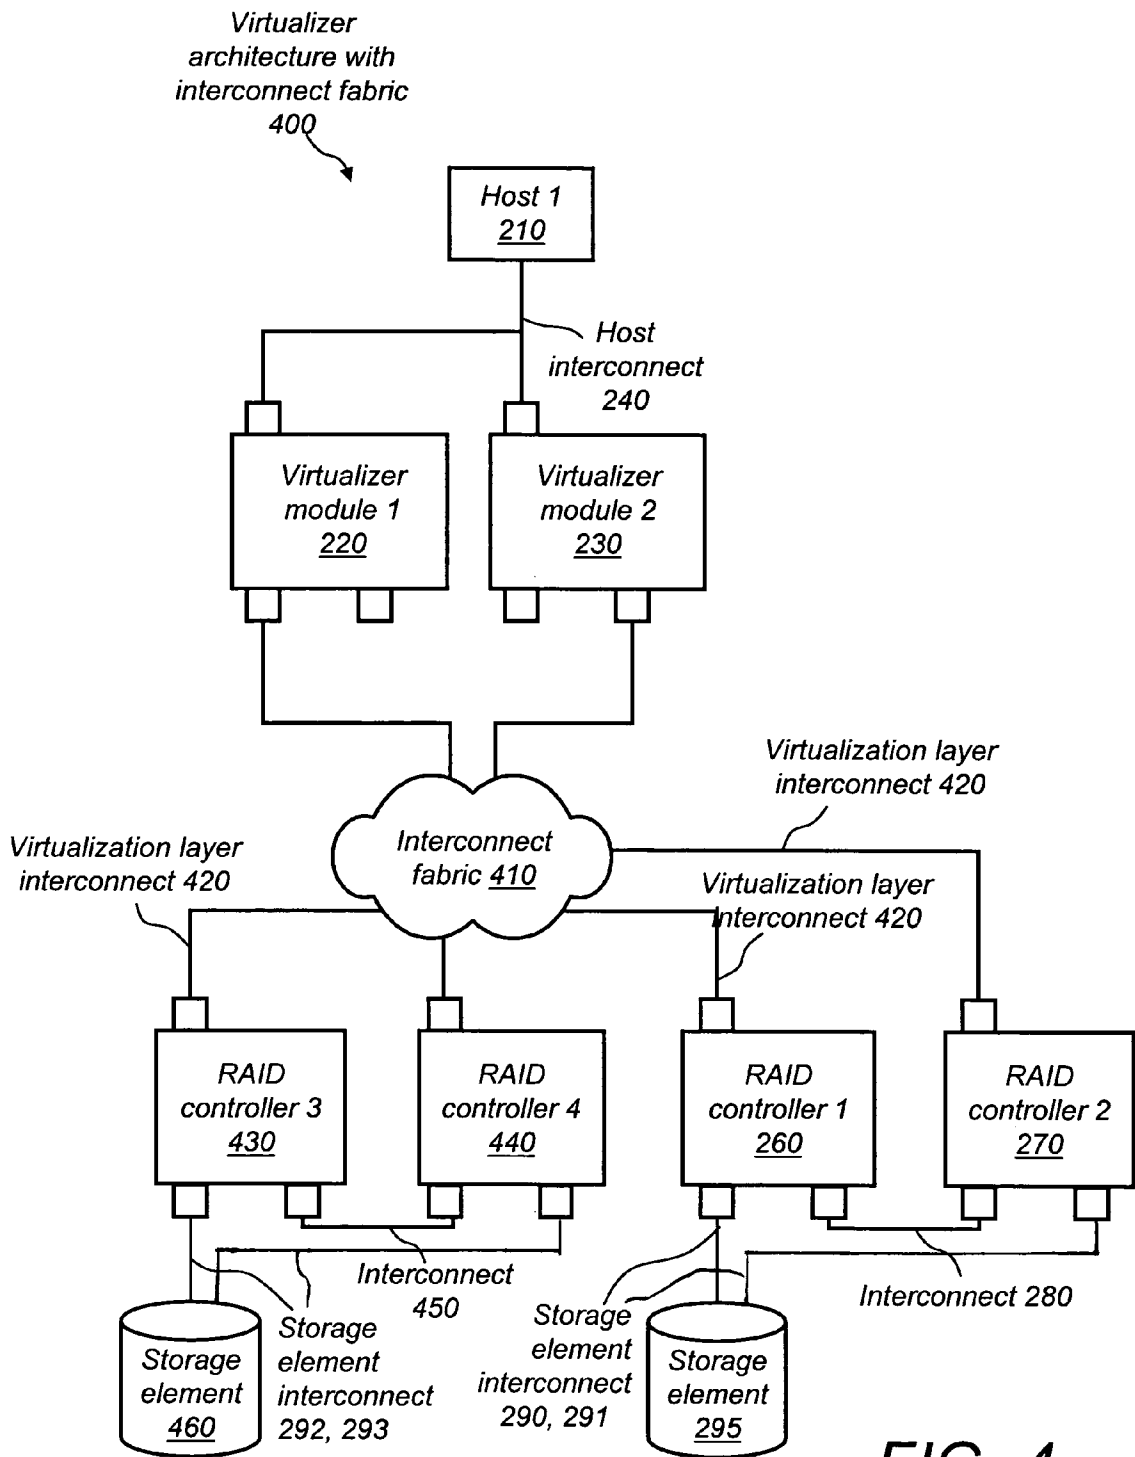 Virtualizer
architecture with
interconnect fabric
400
Host 1
210
Host
interconnect
240
Virtualizer
module 1
220
Virtualizer
module 2
230
Virtualization layer
interconnect 420
Interconnect
fabric 410
Virtualization layer
interconnect 420
Virtualization layer
interconnect 420
RAID
controller 3
430
RAID
controller 4
440
RAID
controller 1
260
RAID
controller 2
270
Interconnect
450
Interconnect 280
Storage
element
interconnect
292, 293
Storage
element
interconnect
290, 291
Storage
element
460
Storage
element
295
FIG. 4